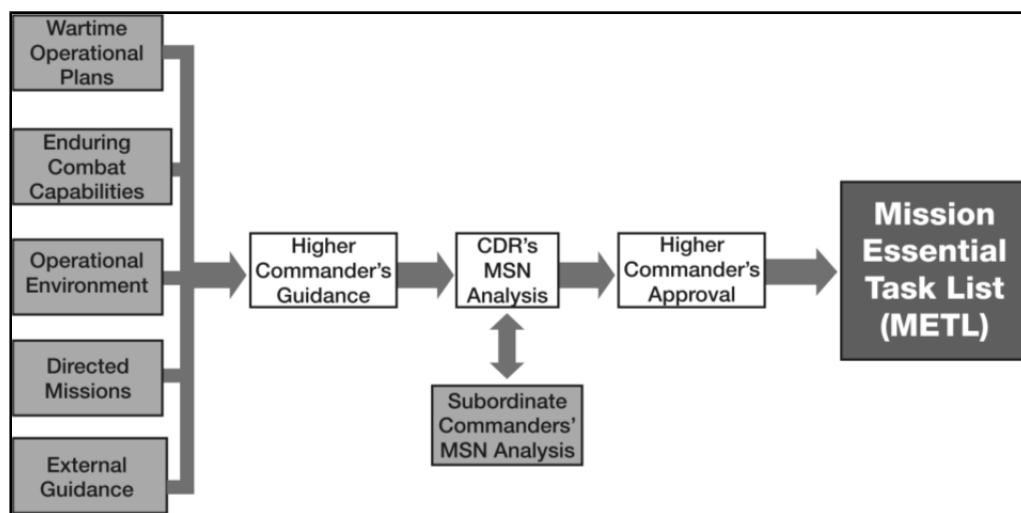 Wartime
Operational
Plans
Enduring
Combat
Capabilities
Operational
Environment
Directed
Missions
External
Guidance
Higher
Commander's
Guidance
CDR's
MSN
Analysis
Subordinate
Commanders'
MSN Analysis
Higher
Commander's
Approval
Mission
Essential
Task List
(METL)